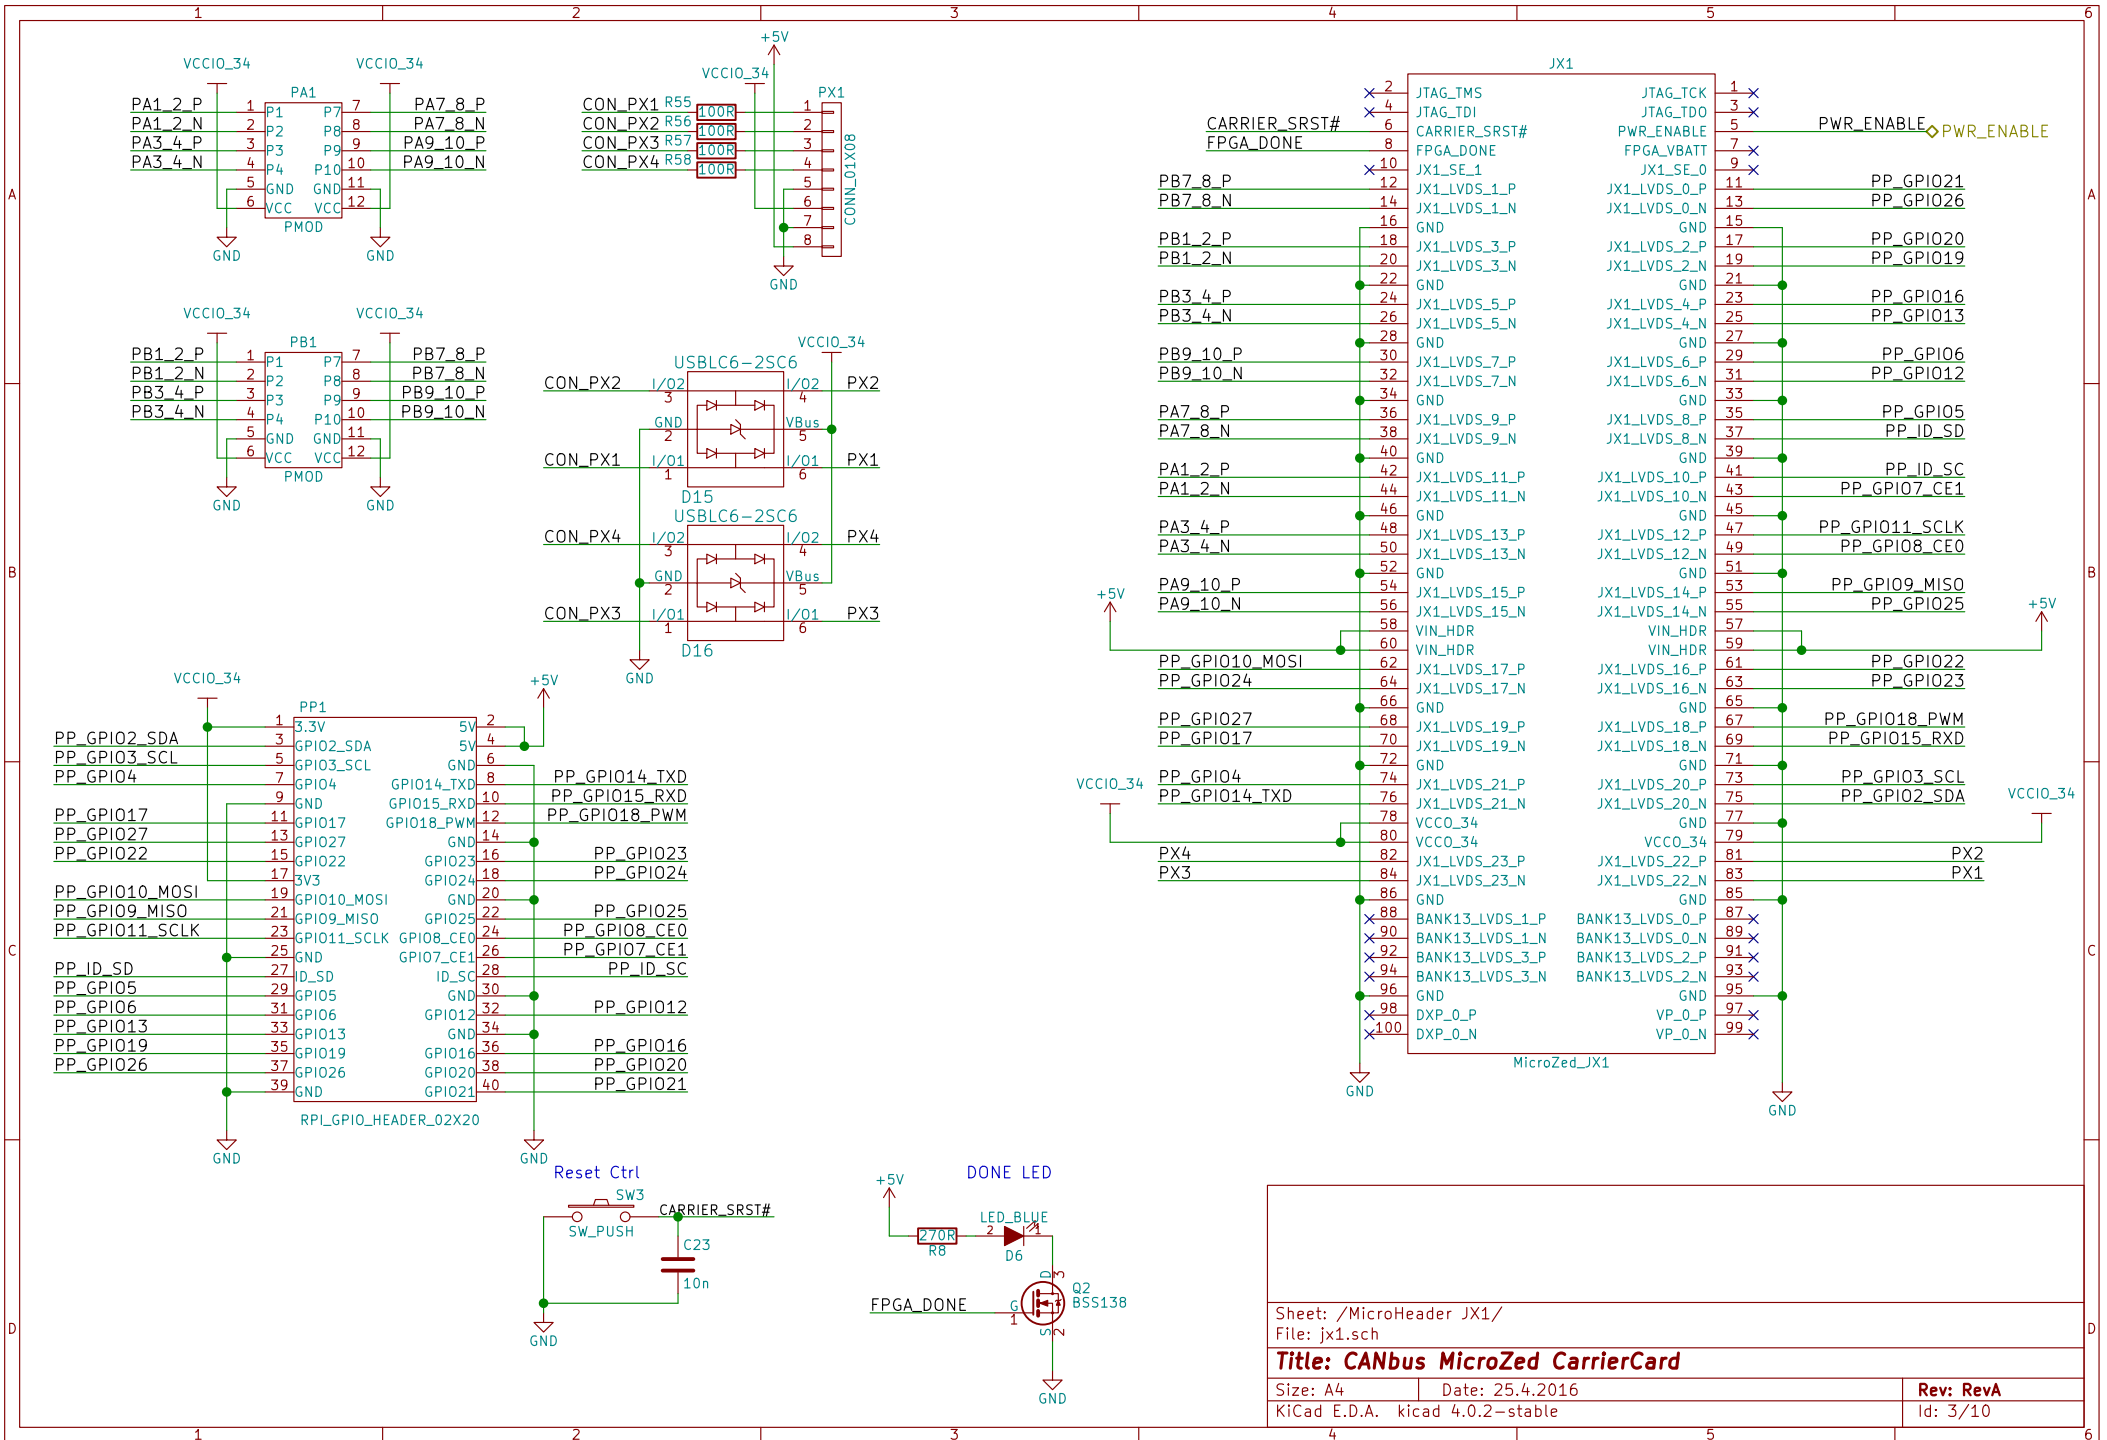 1 2 3 4 5 6
A B C D
VCCIO_34 VCCIO_34
PA1
PA1_2_P 1 P1 P7 7 PA7_8_P
PA1_2_N 2 P2 P8 8 PA7_8_N
PA3_4_P 3 P3 P9 9 PA9_10_P
PA3_4_N 4 P4 P10 10 PA9_10_N
5 GND GND 11
6 VCC VCC 12
PMOD
GND GND
VCCIO_34 VCCIO_34
PB1
PB1_2_P 1 P1 P7 7 PB7_8_P
PB1_2_N 2 P2 P8 8 PB7_8_N
PB3_4_P 3 P3 P9 9 PB9_10_P
PB3_4_N 4 P4 P10 10 PB9_10_N
5 GND GND 11
6 VCC VCC 12
PMOD
GND GND
+5V
VCCIO_34
PX1
CON_PX1 R55 100R 1
CON_PX2 R56 100R 2
CON_PX3 R57 100R 3
CON_PX4 R58 100R 4
5
6
7
8
CONN_01X08
GND
VCCIO_34
USBLC6-2SC6
CON_PX2 I/O2 3 I/O2 4 PX2
GND 2 VBus 5
CON_PX1 I/O1 1 I/O1 6 PX1
D15
USBLC6-2SC6
CON_PX4 I/O2 3 I/O2 4 PX4
GND 2 VBus 5
CON_PX3 I/O1 1 I/O1 6 PX3
D16
GND
VCCIO_34 +5V
PP1
1 3.3V 5V 2
PP_GPIO2_SDA 3 GPIO2_SDA 5V 4
PP_GPIO3_SCL 5 GPIO3_SCL GND 6
PP_GPIO4 7 GPIO4 GPIO14_TXD 8 PP_GPIO14_TXD
9 GND GPIO15_RXD 10 PP_GPIO15_RXD
PP_GPIO17 11 GPIO17 GPIO18_PWM 12 PP_GPIO18_PWM
PP_GPIO27 13 GPIO27 GND 14
PP_GPIO22 15 GPIO22 GPIO23 16 PP_GPIO23
17 3V3 GPIO24 18 PP_GPIO24
PP_GPIO10_MOSI 19 GPIO10_MOSI GND 20
PP_GPIO9_MISO 21 GPIO9_MISO GPIO25 22 PP_GPIO25
PP_GPIO11_SCLK 23 GPIO11_SCLK GPIO8_CE0 24 PP_GPIO8_CE0
25 GND GPIO7_CE1 26 PP_GPIO7_CE1
PP_ID_SD 27 ID_SD ID_SC 28 PP_ID_SC
PP_GPIO5 29 GPIO5 GND 30
PP_GPIO6 31 GPIO6 GPIO12 32 PP_GPIO12
PP_GPIO13 33 GPIO13 GND 34
PP_GPIO19 35 GPIO19 GPIO16 36 PP_GPIO16
PP_GPIO26 37 GPIO26 GPIO20 38 PP_GPIO20
39 GND GPIO21 40 PP_GPIO21
RPI_GPIO_HEADER_02X20
GND GND
Reset Ctrl
SW3
CARRIER_SRST#
SW_PUSH
C23
10n
GND
DONE LED
+5V
LED_BLUE
270R 2 1
R8 D6
D 3
Q2
FPGA_DONE G 1 BSS138
S 2
GND
JX1
2 JTAG_TMS JTAG_TCK 1
4 JTAG_TDI JTAG_TDO 3
CARRIER_SRST# 6 CARRIER_SRST# PWR_ENABLE 5 PWR_ENABLE PWR_ENABLE
FPGA_DONE 8 FPGA_DONE FPGA_VBATT 7
10 JX1_SE_1 JX1_SE_0 9
PB7_8_P 12 JX1_LVDS_1_P JX1_LVDS_0_P 11 PP_GPIO21
PB7_8_N 14 JX1_LVDS_1_N JX1_LVDS_0_N 13 PP_GPIO26
16 GND GND 15
PB1_2_P 18 JX1_LVDS_3_P JX1_LVDS_2_P 17 PP_GPIO20
PB1_2_N 20 JX1_LVDS_3_N JX1_LVDS_2_N 19 PP_GPIO19
22 GND GND 21
PB3_4_P 24 JX1_LVDS_5_P JX1_LVDS_4_P 23 PP_GPIO16
PB3_4_N 26 JX1_LVDS_5_N JX1_LVDS_4_N 25 PP_GPIO13
28 GND GND 27
PB9_10_P 30 JX1_LVDS_7_P JX1_LVDS_6_P 29 PP_GPIO6
PB9_10_N 32 JX1_LVDS_7_N JX1_LVDS_6_N 31 PP_GPIO12
34 GND GND 33
PA7_8_P 36 JX1_LVDS_9_P JX1_LVDS_8_P 35 PP_GPIO5
PA7_8_N 38 JX1_LVDS_9_N JX1_LVDS_8_N 37 PP_ID_SD
40 GND GND 39
PA1_2_P 42 JX1_LVDS_11_P JX1_LVDS_10_P 41 PP_ID_SC
PA1_2_N 44 JX1_LVDS_11_N JX1_LVDS_10_N 43 PP_GPIO7_CE1
46 GND GND 45
PA3_4_P 48 JX1_LVDS_13_P JX1_LVDS_12_P 47 PP_GPIO11_SCLK
PA3_4_N 50 JX1_LVDS_13_N JX1_LVDS_12_N 49 PP_GPIO8_CE0
52 GND GND 51
PA9_10_P 54 JX1_LVDS_15_P JX1_LVDS_14_P 53 PP_GPIO9_MISO
PA9_10_N 56 JX1_LVDS_15_N JX1_LVDS_14_N 55 PP_GPIO25
+5V 58 VIN_HDR VIN_HDR 57 +5V
60 VIN_HDR VIN_HDR 59
PP_GPIO10_MOSI 62 JX1_LVDS_17_P JX1_LVDS_16_P 61 PP_GPIO22
PP_GPIO24 64 JX1_LVDS_17_N JX1_LVDS_16_N 63 PP_GPIO23
66 GND GND 65
PP_GPIO27 68 JX1_LVDS_19_P JX1_LVDS_18_P 67 PP_GPIO18_PWM
PP_GPIO17 70 JX1_LVDS_19_N JX1_LVDS_18_N 69 PP_GPIO15_RXD
72 GND GND 71
PP_GPIO4 74 JX1_LVDS_21_P JX1_LVDS_20_P 73 PP_GPIO3_SCL
PP_GPIO14_TXD 76 JX1_LVDS_21_N JX1_LVDS_20_N 75 PP_GPIO2_SDA
VCCIO_34 78 VCCO_34 GND 77 VCCIO_34
80 VCCO_34 VCCO_34 79
PX4 82 JX1_LVDS_23_P JX1_LVDS_22_P 81 PX2
PX3 84 JX1_LVDS_23_N JX1_LVDS_22_N 83 PX1
86 GND GND 85
88 BANK13_LVDS_1_P BANK13_LVDS_0_P 87
90 BANK13_LVDS_1_N BANK13_LVDS_0_N 89
92 BANK13_LVDS_3_P BANK13_LVDS_2_P 91
94 BANK13_LVDS_3_N BANK13_LVDS_2_N 93
96 GND GND 95
98 DXP_0_P VP_0_P 97
100 DXP_0_N VP_0_N 99
MicroZed_JX1
GND GND
Sheet: /MicroHeader JX1/
File: jx1.sch
Title: CANbus MicroZed CarrierCard
Size: A4 Date: 25.4.2016 Rev: RevA
KiCad E.D.A. kicad 4.0.2-stable Id: 3/10
A B C D
1 2 3 4 5 6